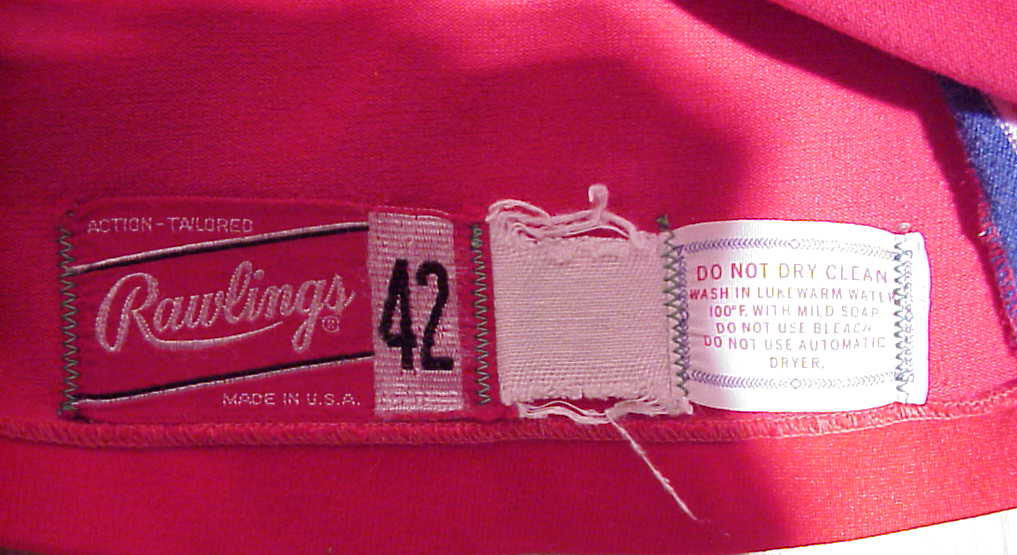 ACTION-TAILORED
Rawlings®
MADE IN U.S.A.
42
DO NOT DRY CLEAN
WASH IN LUKEWARM WATER
100°F. WITH MILD SOAP
DO NOT USE BLEACH
DO NOT USE AUTOMATIC
DRYER.